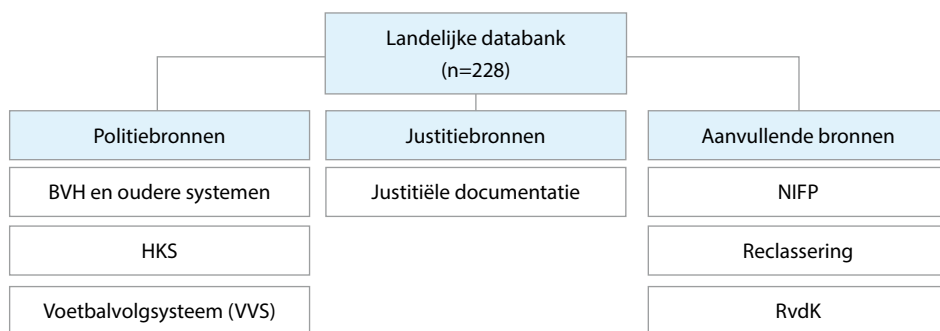 Landelijke databank
(n=228)
Politiebronnen
Justitiebronnen
Aanvullende bronnen
BVH en oudere systemen
Justitiële documentatie
NIFP
HKS
Reclassering
Voetbalvolgsysteem (VVS)
RvdK